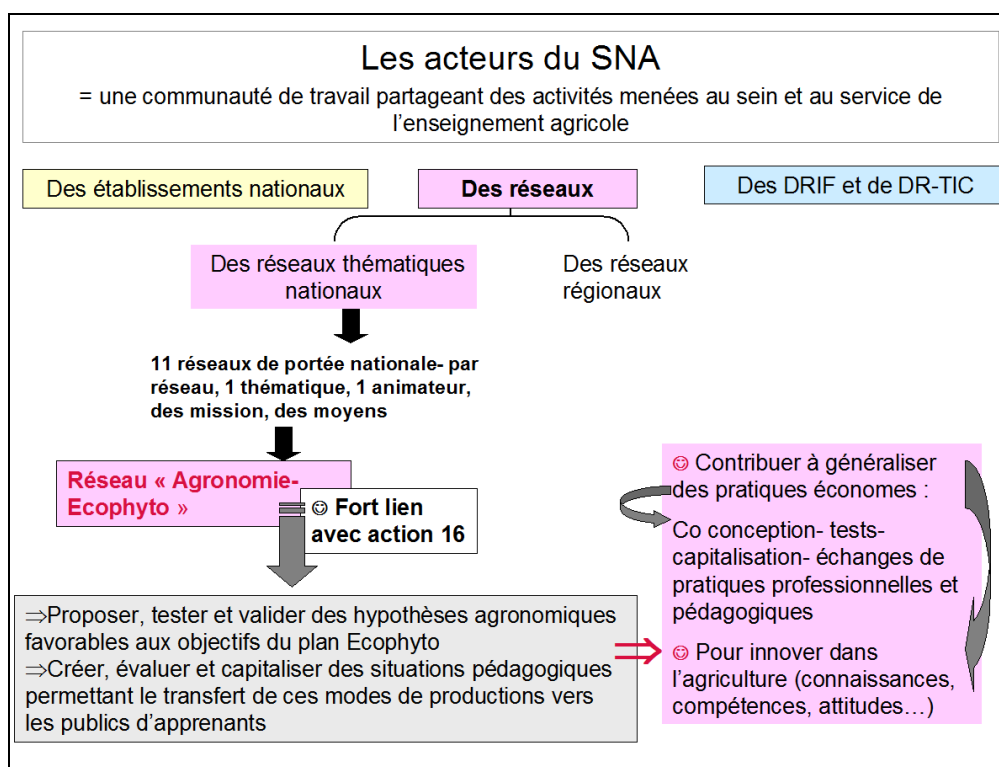 Les acteurs du SNA
= une communauté de travail partageant des activités menées au sein et au service de
l'enseignement agricole
Des établissements nationaux
Des réseaux
Des DRIF et de DR-TIC
Des réseaux thématiques
nationaux
Des réseaux
régionaux
11 réseaux de portée nationale- par
réseau, 1 thématique, 1 animateur,
des mission, des moyens
Réseau « Agronomie-
Ecophyto »
☺ Fort lien
avec action 16
⇒Proposer, tester et valider des hypothèses agronomiques
favorables aux objectifs du plan Ecophyto
⇒Créer, évaluer et capitaliser des situations pédagogiques
permettant le transfert de ces modes de productions vers
les publics d'apprenants
☺ Contribuer à généraliser
des pratiques économes :
Co conception- tests-
capitalisation- échanges de
pratiques professionnelles et
pédagogiques
☺ Pour innover dans
l'agriculture (connaissances,
compétences, attitudes…)